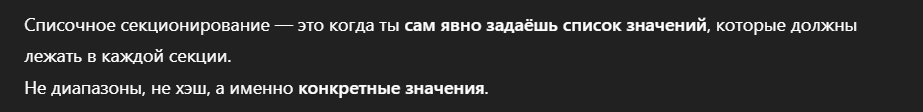 Списочное секционирование — это когда ты сам явно задаёшь список значений, которые должны
лежать в каждой секции.
Не диапазоны, не хэш, а именно конкретные значения.